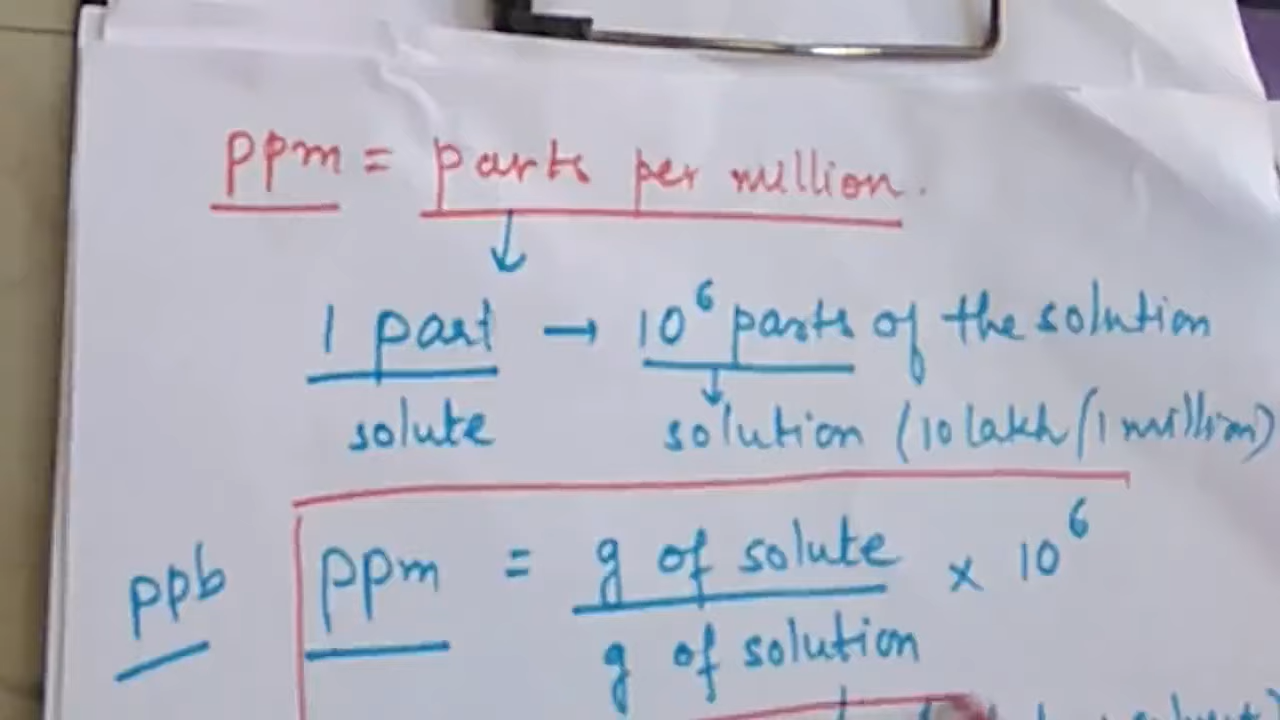 ppm = parts per million.
1 part → 10⁶ parts of the solution
solute solution (10 lakh/1 million)
ppb ppm = g of solute / g of solution × 10⁶